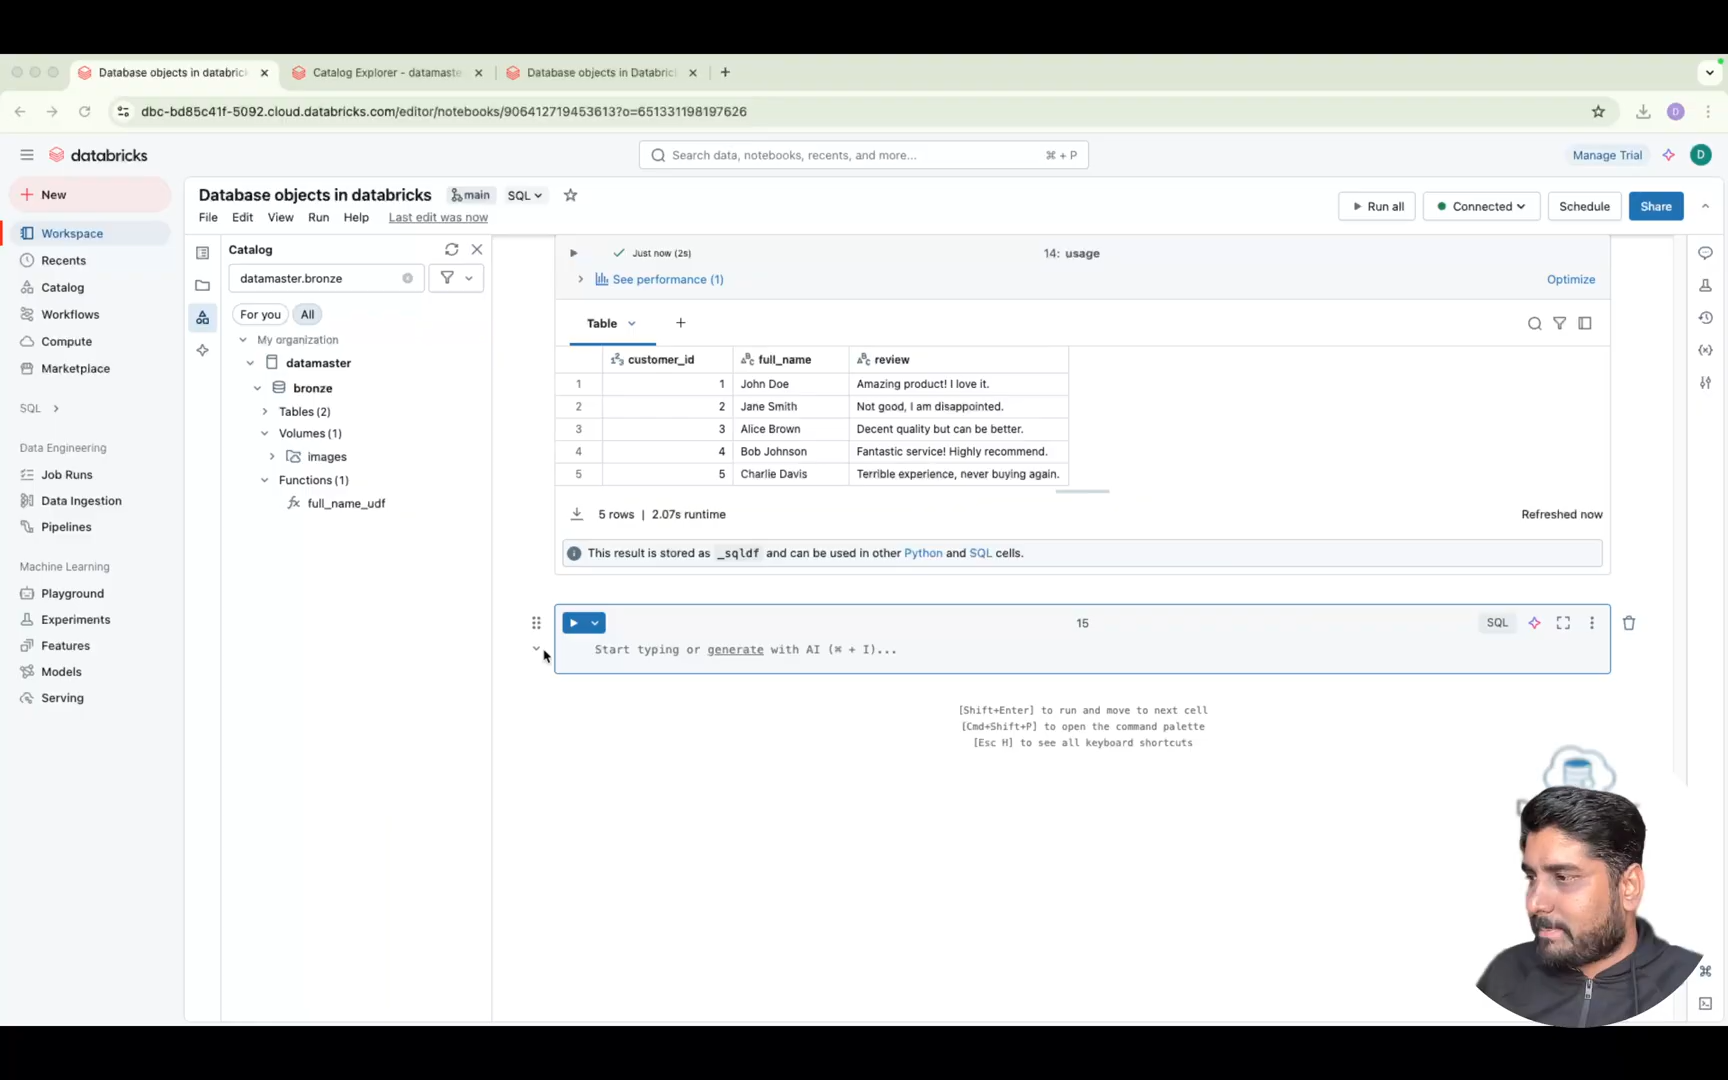 Database objects in databric
Catalog Explorer - datamaste
Database objects in Databric
dbc-bd85c41f-5092.cloud.databricks.com/editor/notebooks/906412719453613?o=651331198197626
databricks
Search data, notebooks, recents, and more...
⌘ + P
Manage Trial
D
New
Workspace
Recents
Catalog
Workflows
Compute
Marketplace
SQL
Data Engineering
Job Runs
Data Ingestion
Pipelines
Machine Learning
Playground
Experiments
Features
Models
Serving
Database objects in databricks
main
SQL
File Edit View Run Help Last edit was now
Run all
Connected
Schedule
Share
Catalog
datamaster.bronze
For you
All
My organization
datamaster
bronze
Tables (2)
Volumes (1)
images
Functions (1)
fx full_name_udf
Just now (2s)
14: usage
See performance (1)
Optimize
Table
customer_id full_name review
1 1 John Doe Amazing product! I love it.
2 2 Jane Smith Not good, I am disappointed.
3 3 Alice Brown Decent quality but can be better.
4 4 Bob Johnson Fantastic service! Highly recommend.
5 5 Charlie Davis Terrible experience, never buying again.
5 rows | 2.07s runtime
Refreshed now
This result is stored as _sqldf and can be used in other Python and SQL cells.
15
SQL
Start typing or generate with AI (⌘ + I)...
[Shift+Enter] to run and move to next cell
[Cmd+Shift+P] to open the command palette
[Esc H] to see all keyboard shortcuts